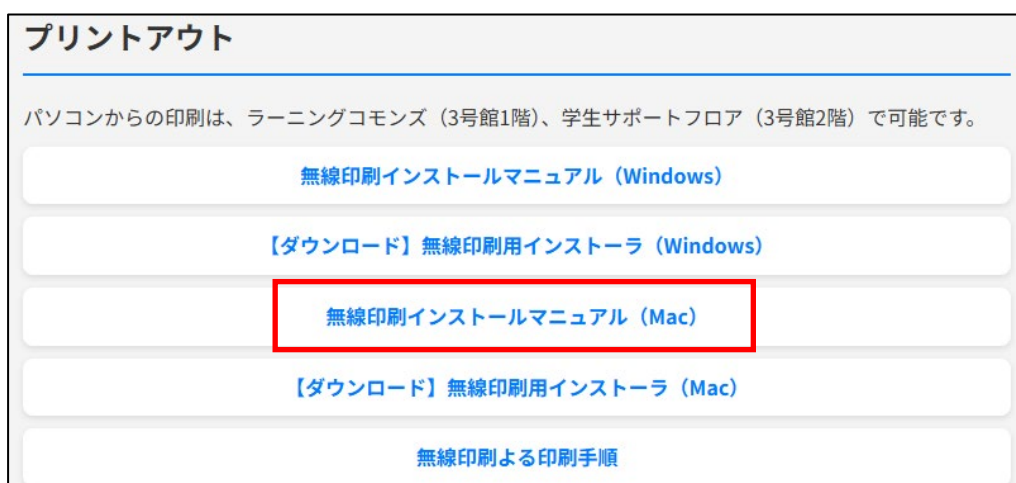 プリントアウト
パソコンからの印刷は、ラーニングコモンズ（3号館1階）、学生サポートフロア（3号館2階）で可能です。
無線印刷インストールマニュアル（Windows）
【ダウンロード】無線印刷用インストーラ（Windows）
無線印刷インストールマニュアル（Mac）
【ダウンロード】無線印刷用インストーラ（Mac）
無線印刷よる印刷手順